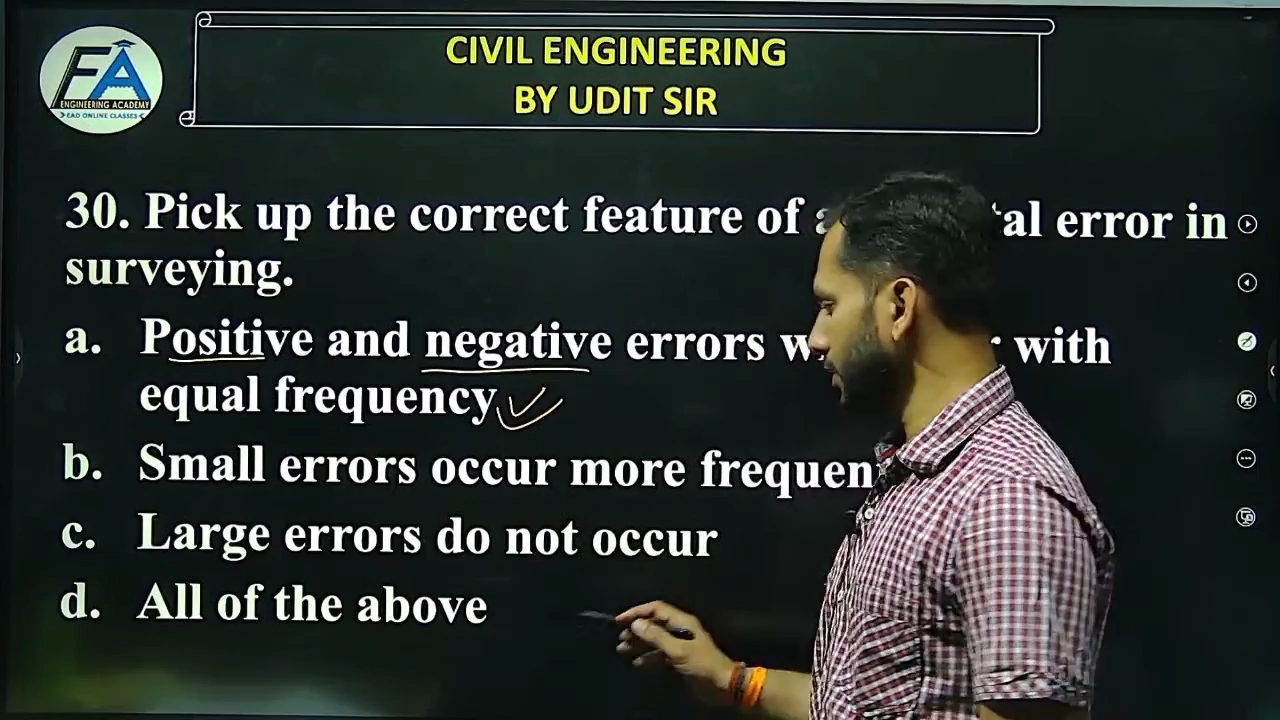 CIVIL ENGINEERING
BY UDIT SIR
FA
ENGINEERING ACADEMY
EAD ONLINE CLASSES
30. Pick up the correct feature of al error in
surveying.
a. Positive and negative errors with
equal frequency
b. Small errors occur more
c. Large errors do not occur
d. All of the above